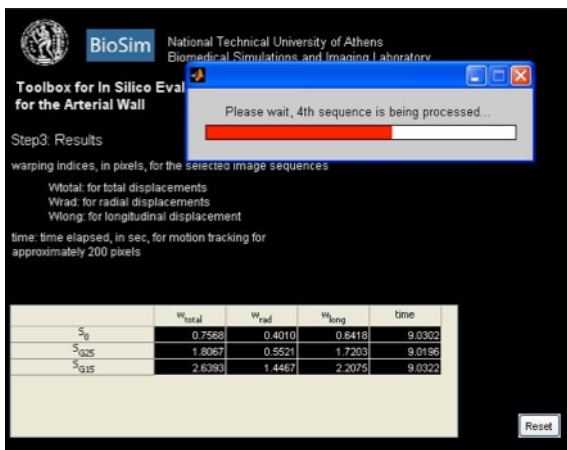 BioSim
National Technical University of Athens
Biomedical Simulations and Imaging Laboratory
Toolbox for In Silico Eval
for the Arterial Wall
Please wait, 4th sequence is being processed...
Step3: Results
warping indices, in pixels, for the selected image sequences
Wtotal: for total displacements
Wrad: for radial displacements
Wlong: for longitudinal displacement
time: time elapsed, in sec, for motion tracking for
approximately 200 pixels
wtotal wrad wlong time
S0 0.7568 0.4010 0.6418 9.0302
SG25 1.8067 0.5521 1.7203 9.0196
SG15 2.6393 1.4467 2.2075 9.0322
Reset